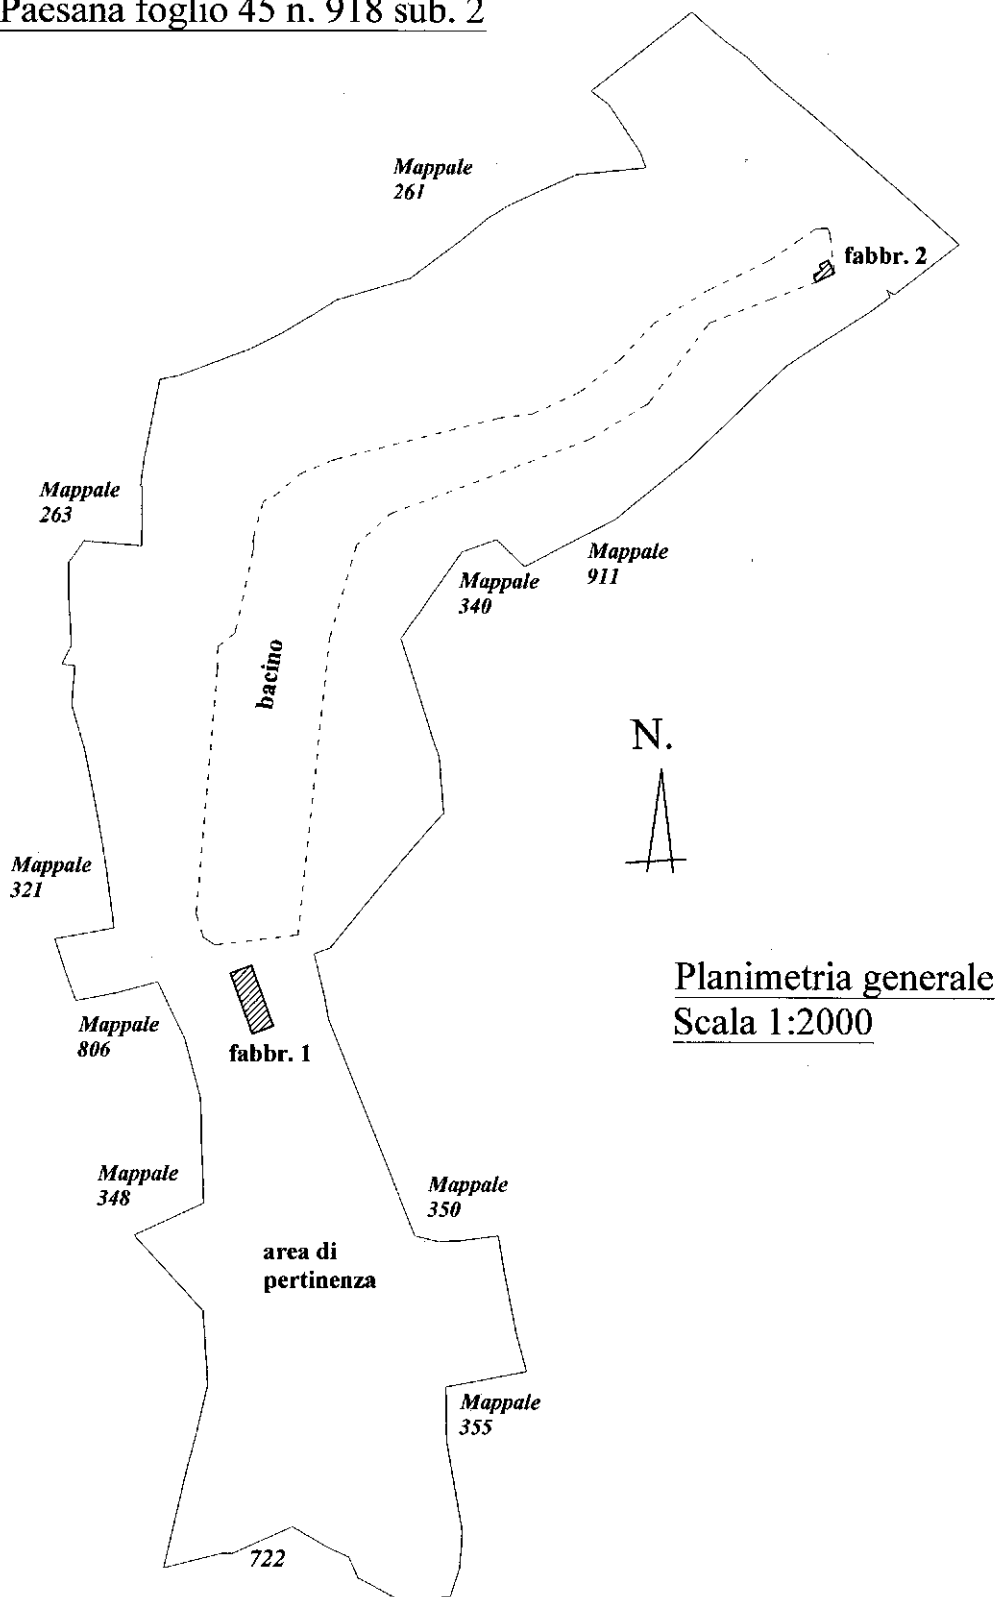 Paesana foglio 45 n. 918 sub. 2
Mappale
261
fabbr. 2
Mappale
263
Mappale
911
Mappale
340
bacino
N.
Mappale
321
Planimetria generale
Scala 1:2000
Mappale
806
fabbr. 1
Mappale
348
Mappale
350
area di
pertinenza
Mappale
355
722